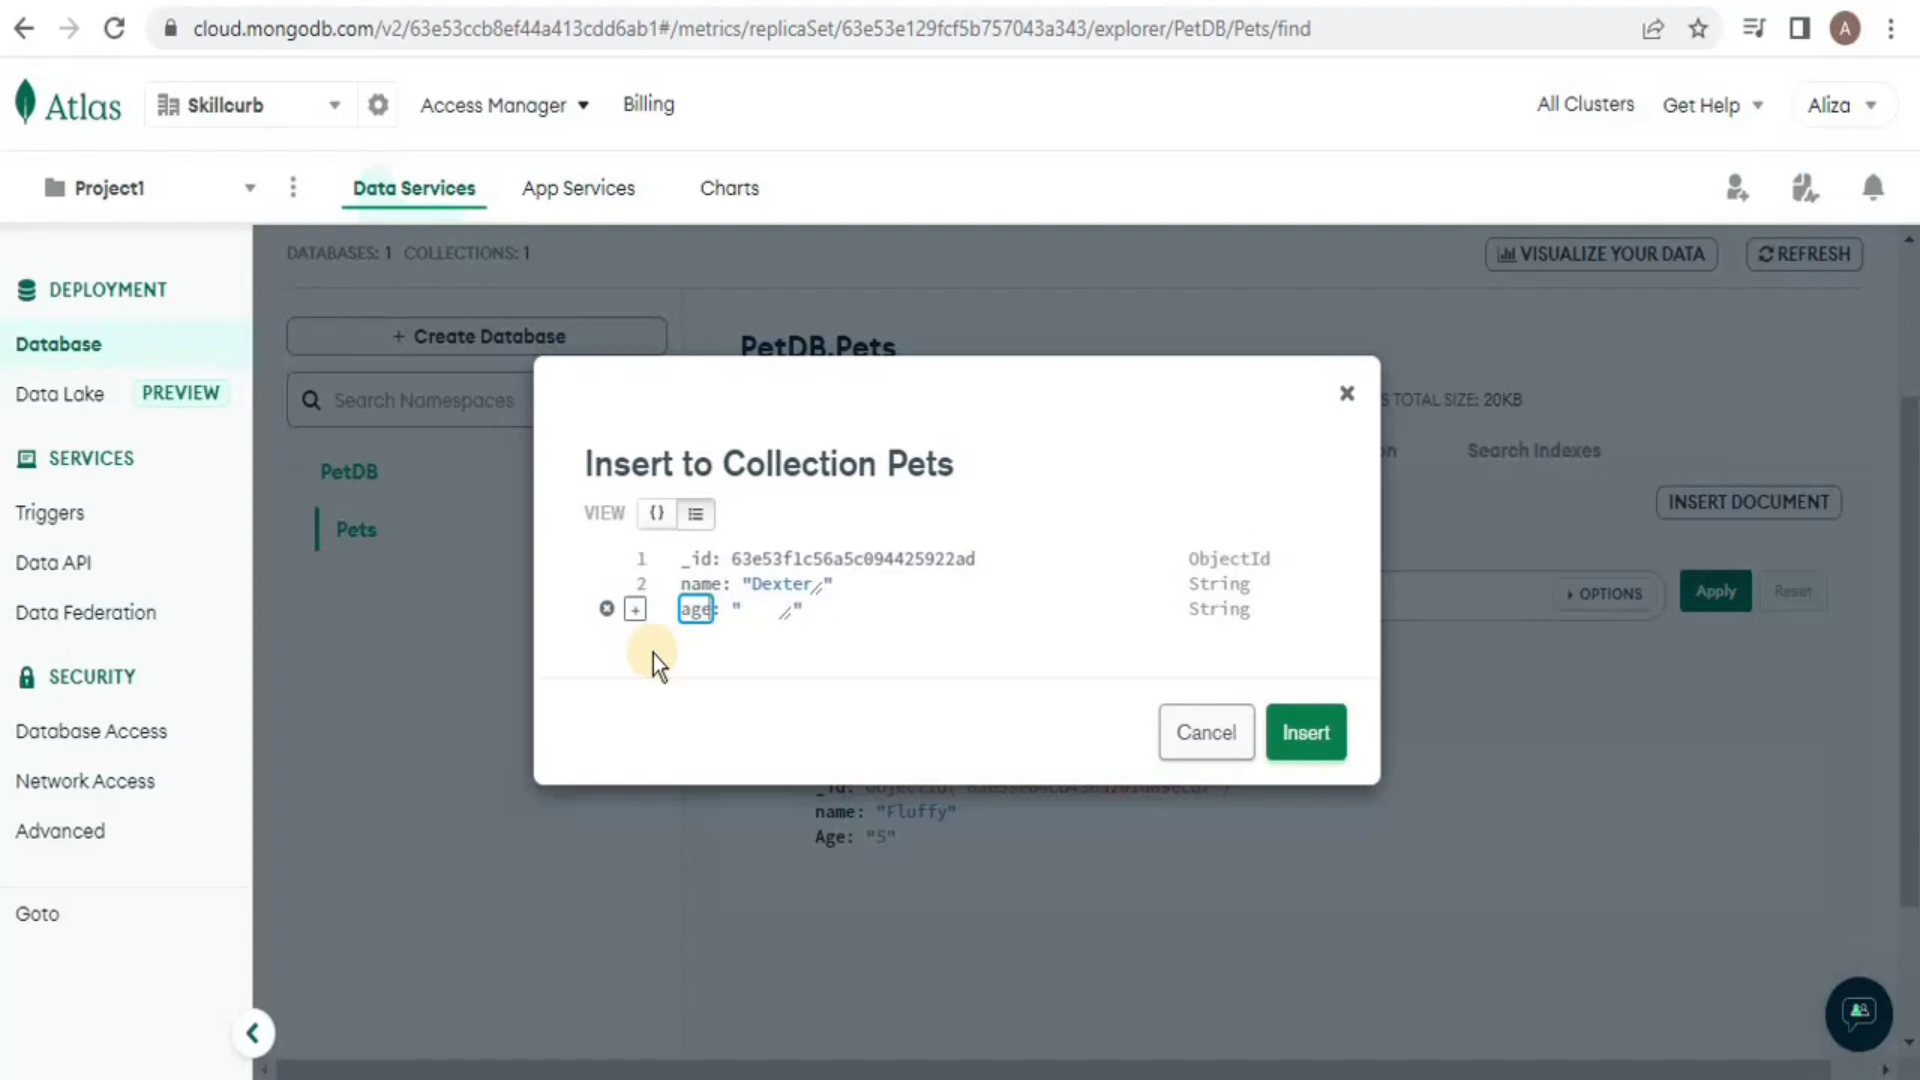 cloud.mongodb.com/v2/63e53ccb8ef44a413cdd6ab1#/metrics/replicaSet/63e53e129fcf5b757043a343/explorer/PetDB/Pets/find
A
Atlas
Skillcurb
Access Manager
Billing
All Clusters
Get Help
Aliza
Project1
Data Services
App Services
Charts
DEPLOYMENT
Database
Data Lake PREVIEW
SERVICES
Triggers
Data API
Data Federation
SECURITY
Database Access
Network Access
Advanced
Goto
DATABASES: 1 COLLECTIONS: 1
VISUALIZE YOUR DATA
REFRESH
+ Create Database
Search Namespaces
PetDB
Pets
PetDB.Pets
S TOTAL SIZE: 20KB
n
Search Indexes
INSERT DOCUMENT
OPTIONS
Apply
Reset
Insert to Collection Pets
VIEW {}
1 _id: 63e53f1c56a5c094425922ad ObjectId
2 name: "Dexter" String
age: " " String
Cancel
Insert
name: "Fluffy"
Age: "5"